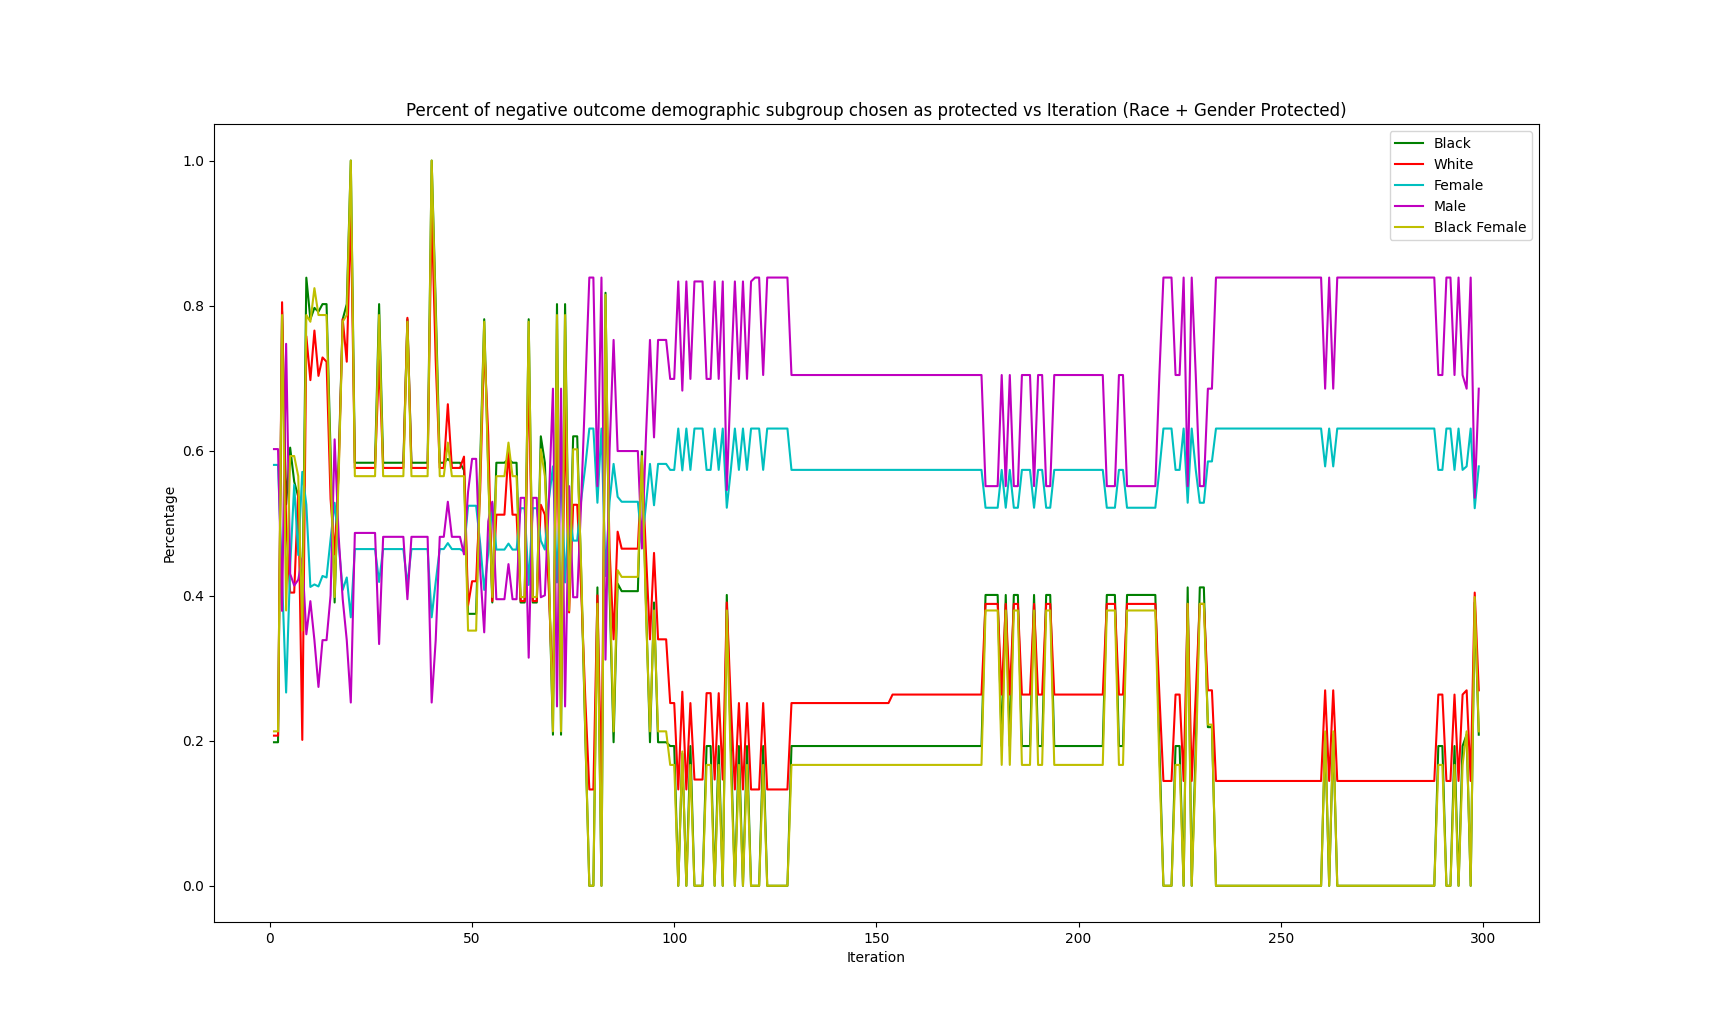 Percent of negative outcome demographic subgroup chosen as protected vs Iteration (Race + Gender Protected)
Black
White
Female
Male
Black Female
1.0
0.8
0.6
0.4
0.2
0.0
Percentage
0 50 100 150 200 250 300
Iteration